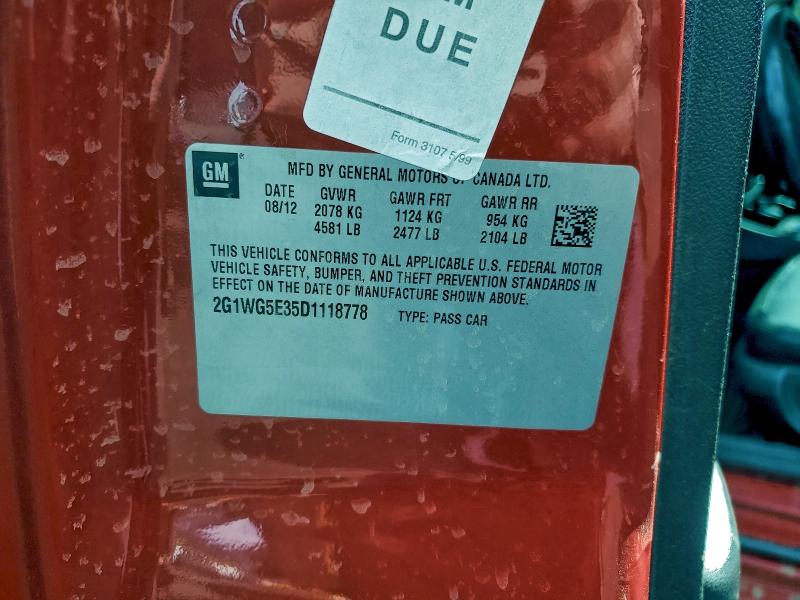 DUE
Form 3107 5/99
GM
MFD BY GENERAL MOTORS OF CANADA LTD.
DATE GVWR GAWR FRT GAWR RR
08/12 2078 KG 1124 KG 954 KG
4581 LB 2477 LB 2104 LB
THIS VEHICLE CONFORMS TO ALL APPLICABLE U.S. FEDERAL MOTOR
VEHICLE SAFETY, BUMPER, AND THEFT PREVENTION STANDARDS IN
EFFECT ON THE DATE OF MANUFACTURE SHOWN ABOVE.
2G1WG5E35D1118778 TYPE: PASS CAR